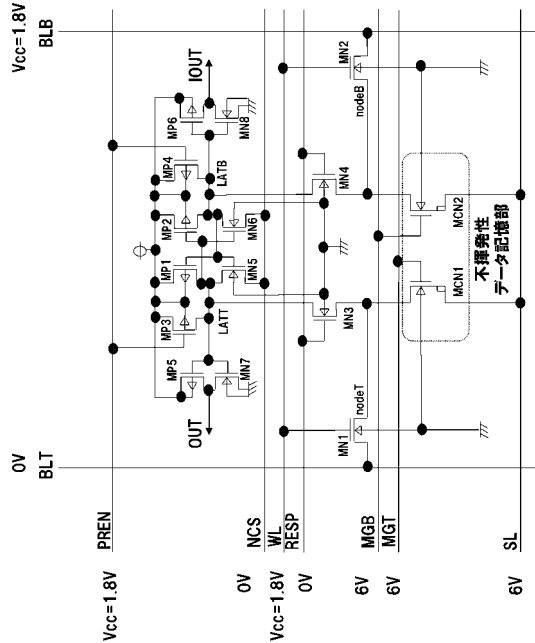 Vcc=1.8V
BLB
0V
BLT
Vcc=1.8V
PREN
0V
NCS
Vcc=1.8V
WL
0V
RESP
6V
MGB
6V
MGT
6V
SL
OUT
IOUT
MP5
MP3
MP1
MP2
MP4
MP6
MN7
LATT
MN5
MN6
LATB
MN8
MN3
MN4
MN1
nodeT
MN2
nodeB
MCN1
MCN2
不揮発性
データ記憶部